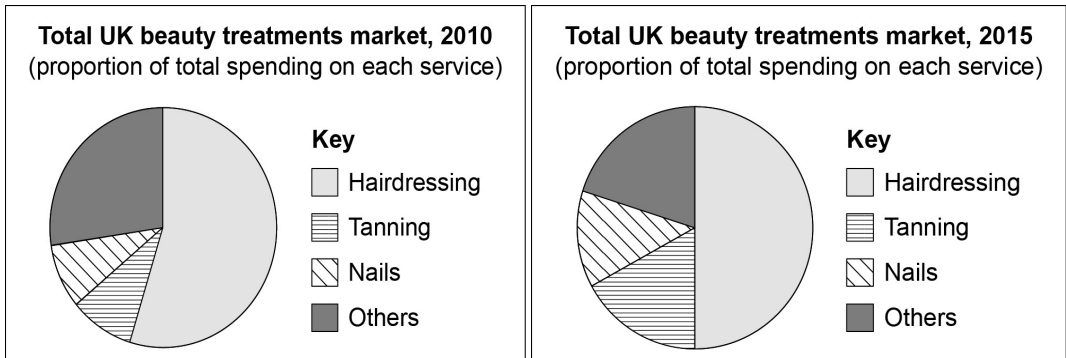 Total UK beauty treatments market, 2010
(proportion of total spending on each service)
Key
Hairdressing
Tanning
Nails
Others
Total UK beauty treatments market, 2015
(proportion of total spending on each service)
Key
Hairdressing
Tanning
Nails
Others